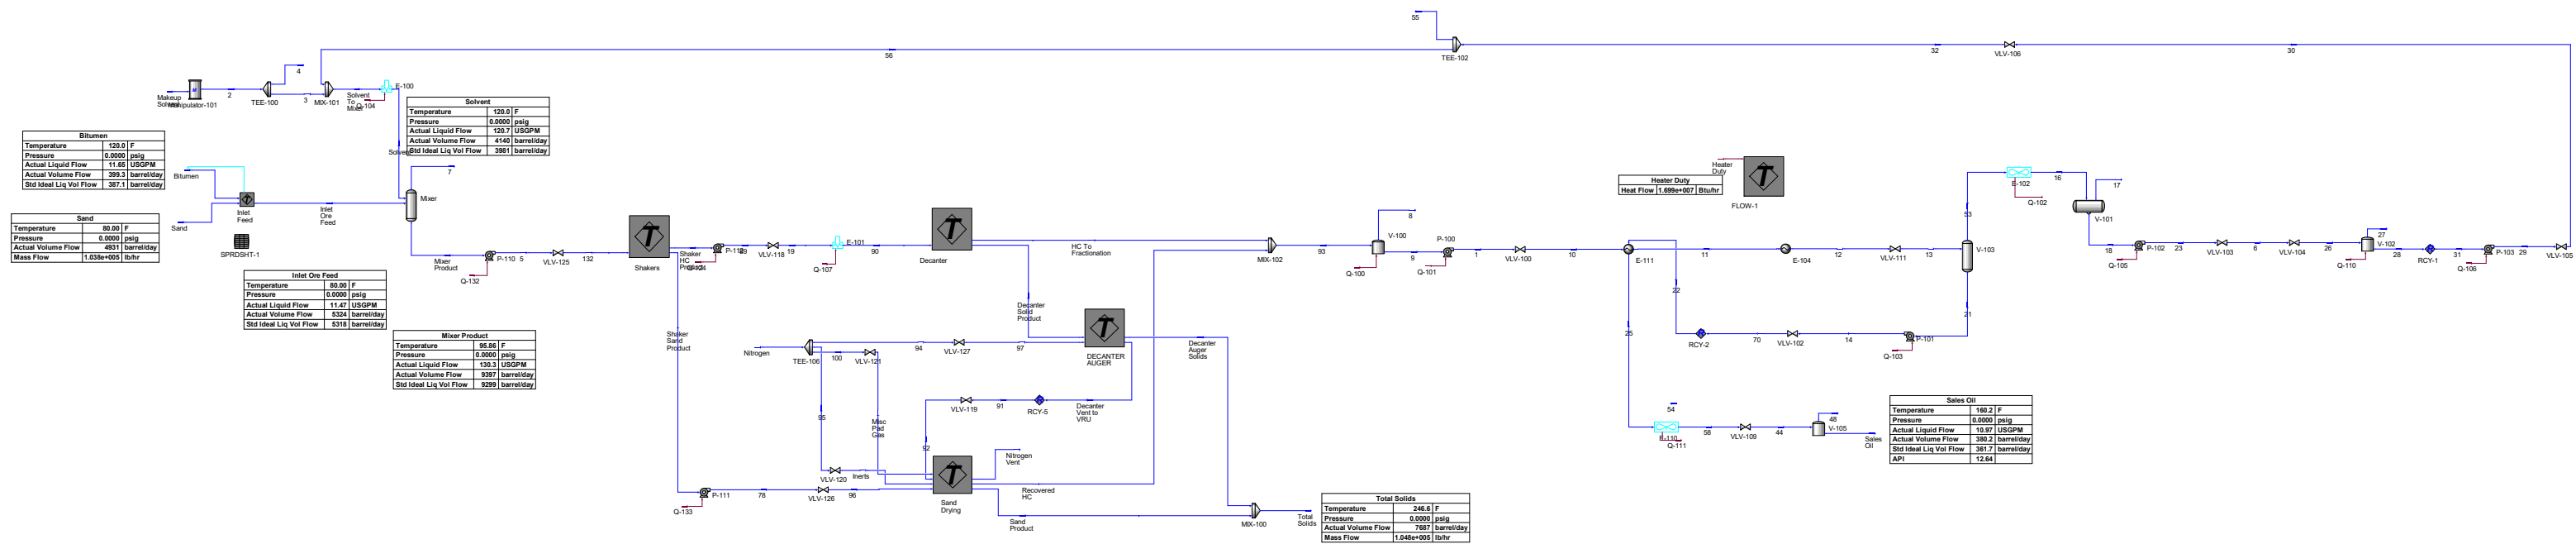 55
TEE-102
32
VLV-106
30
56
4
Makeup
Solvent
Manipulator-101
2
TEE-100
3
MIX-101
Solvent
To
Mixer
Q-104
E-100
Solvent
Solvent
Temperature 120.0 F
Pressure 0.0000 psig
Actual Liquid Flow 120.7 USGPM
Actual Volume Flow 4140 barrel/day
Std Ideal Liq Vol Flow 3981 barrel/day
Bitumen
Temperature 120.0 F
Pressure 0.0000 psig
Actual Liquid Flow 11.65 USGPM
Actual Volume Flow 399.3 barrel/day
Std Ideal Liq Vol Flow 387.1 barrel/day
Bitumen
7
Mixer
Inlet
Feed
Inlet
Ore
Feed
Sand
Temperature 80.00 F
Pressure 0.0000 psig
Actual Volume Flow 4931 barrel/day
Mass Flow 1.038e+005 lb/hr
Sand
SPRDSHT-1
Inlet Ore Feed
Temperature 80.00 F
Pressure 0.0000 psig
Actual Liquid Flow 11.47 USGPM
Actual Volume Flow 5324 barrel/day
Std Ideal Liq Vol Flow 5318 barrel/day
Mixer
Product
Q-132
P-110
5
VLV-125
132
Mixer Product
Temperature 95.86 F
Pressure 0.0000 psig
Actual Liquid Flow 130.3 USGPM
Actual Volume Flow 9397 barrel/day
Std Ideal Liq Vol Flow 9299 barrel/day
Shakers
Shaker
HC
Product
VLV-118
19
Q-107
E-101
90
Decanter
HC To
Fractionation
Decanter
Solid
Product
Shaker
Sand
Product
Nitrogen
TEE-106
100
VLV-121
94
VLV-127
97
DECANTER
AUGER
Decanter
Auger
Solids
95
Misc
Pad
Gas
VLV-119
91
RCY-5
Decanter
Vent to
VRU
92
VLV-120
Inerts
Nitrogen
Vent
P-111
Q-133
78
VLV-126
96
Sand
Drying
Recovered
HC
Sand
Product
MIX-100
Total
Solids
Total Solids
Temperature 246.6 F
Pressure 0.0000 psig
Actual Volume Flow 7687 barrel/day
Mass Flow 1.048e+005 lb/hr
MIX-102
93
8
V-100
Q-100
9
P-100
Q-101
1
VLV-100
10
E-111
11
E-104
12
VLV-111
13
V-103
53
22
25
21
RCY-2
70
VLV-102
14
P-101
Q-103
Heater Duty
Heat Flow 1.699e+007 Btu/hr
Heater
Duty
FLOW-1
E-102
Q-102
16
17
V-101
18
P-102
Q-105
23
VLV-103
6
VLV-104
26
27
V-102
Q-110
28
RCY-1
31
P-103
Q-106
29
VLV-105
54
E-110
Q-111
58
VLV-109
44
48
V-105
Sales
Oil
Sales Oil
Temperature 160.2 F
Pressure 0.0000 psig
Actual Liquid Flow 10.97 USGPM
Actual Volume Flow 380.2 barrel/day
Std Ideal Liq Vol Flow 361.7 barrel/day
API 12.64